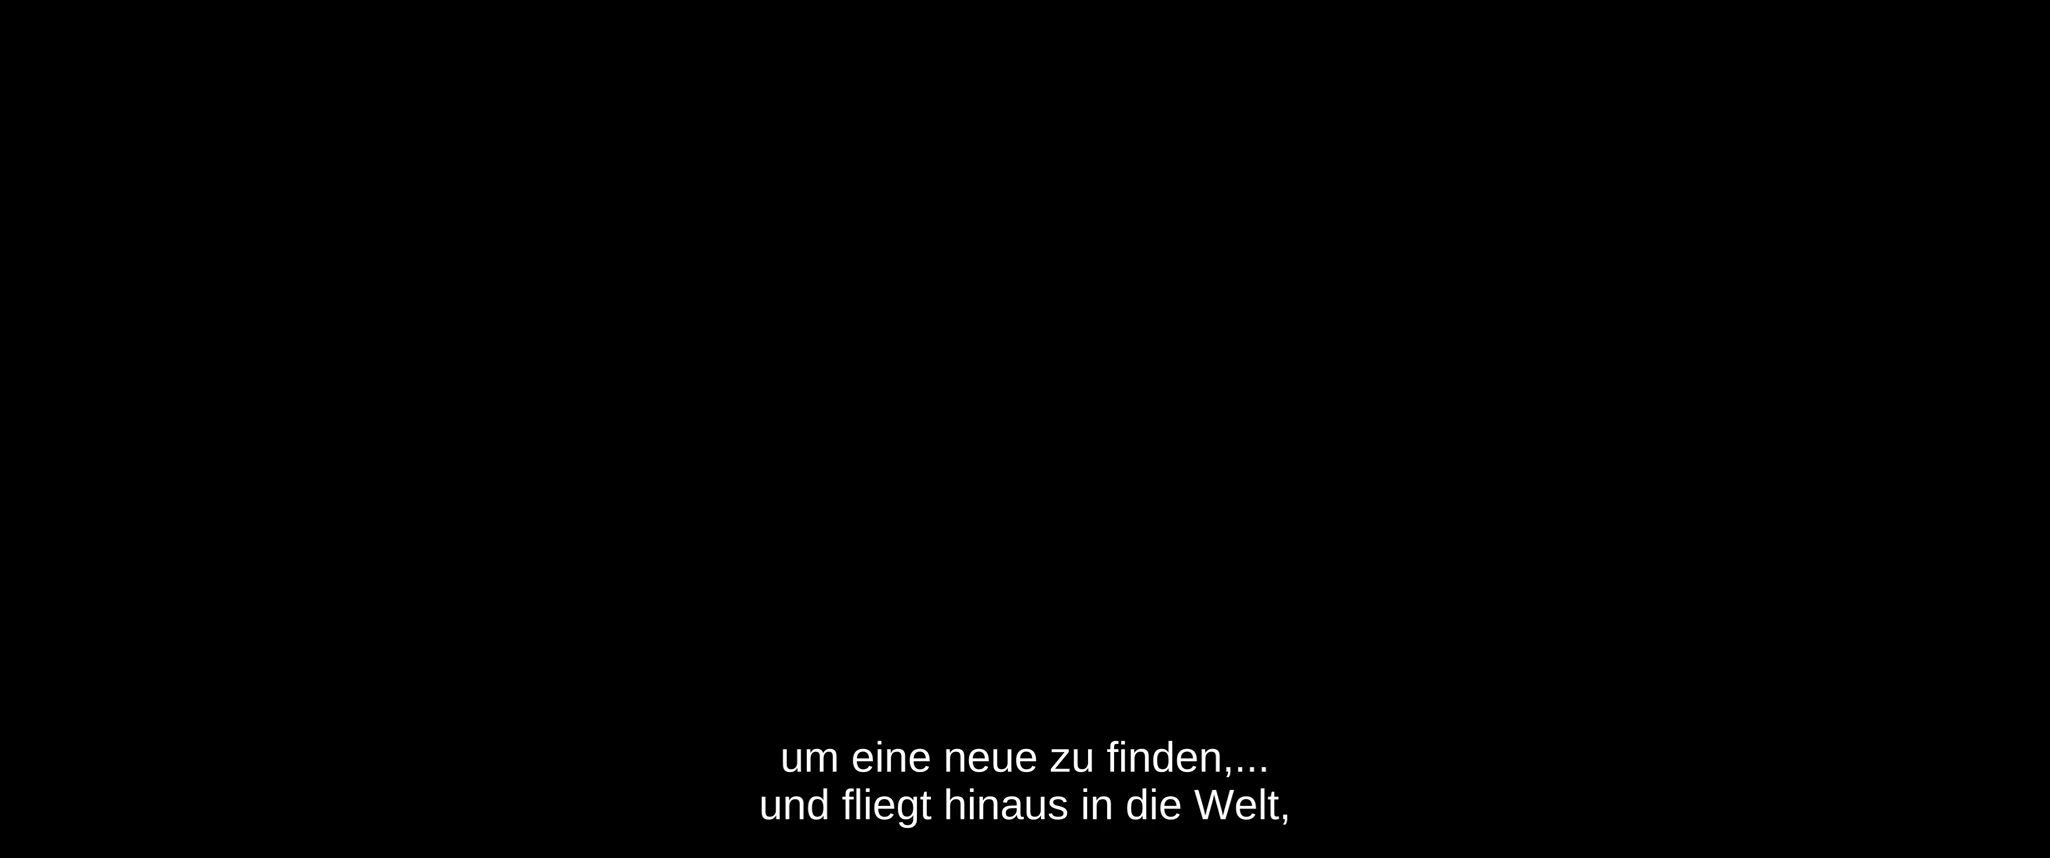 um eine neue zu finden,...
und fliegt hinaus in die Welt,